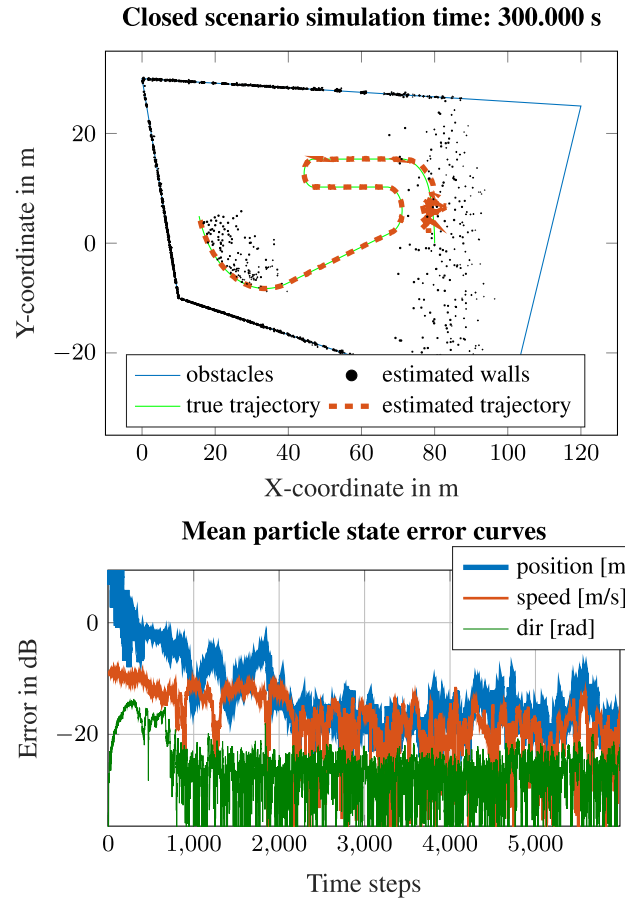 Closed scenario simulation time: 300.000 s
Y-coordinate in m
20
0
−20
obstacles
estimated walls
true trajectory
estimated trajectory
0
20
40
60
80
100
120
X-coordinate in m
Mean particle state error curves
position [m
speed [m/s]
dir [rad]
Error in dB
0
−20
0
1,000
2,000
3,000
4,000
5,000
Time steps